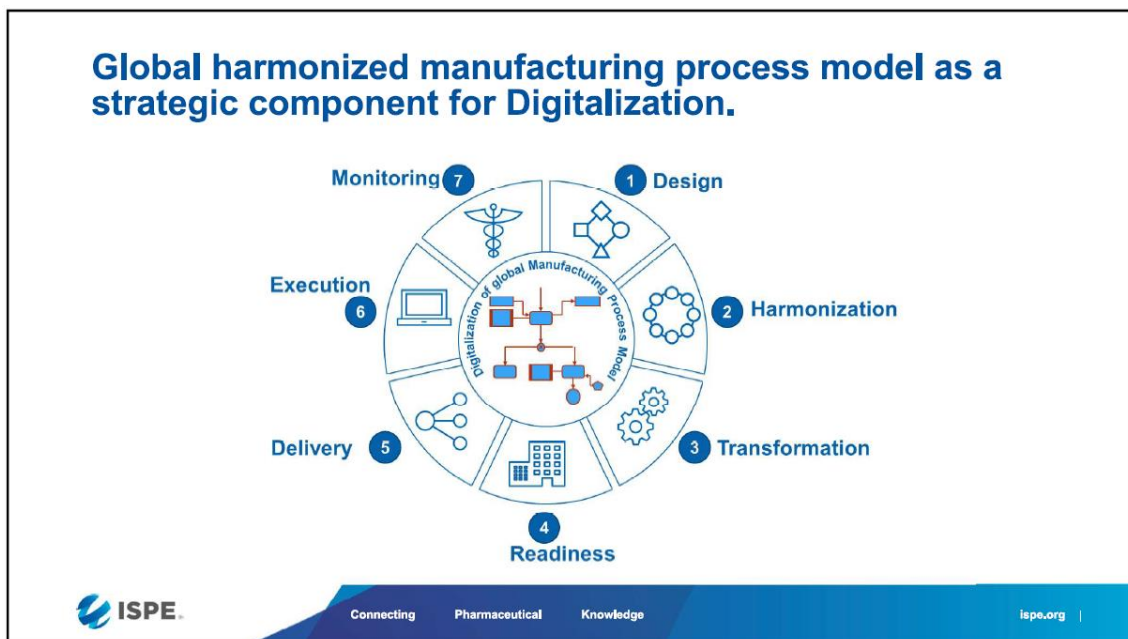 Global harmonized manufacturing process model as a
strategic component for Digitalization.
Monitoring 7
1 Design
Execution
6
2 Harmonization
Digitalization of global Manufacturing Process Model
Delivery 5
3 Transformation
4
Readiness
ISPE
Connecting Pharmaceutical Knowledge
ispe.org |